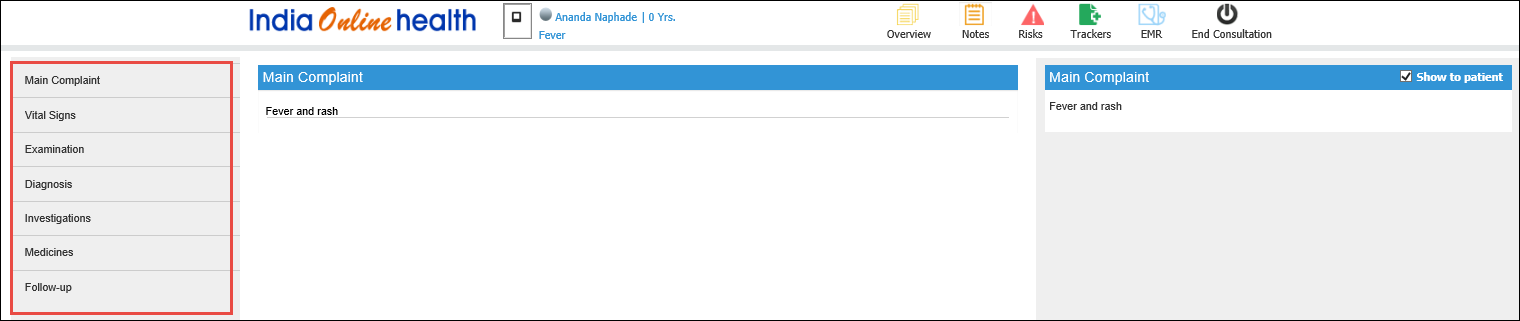 India Online health
Ananda Naphade | 0 Yrs.
Fever
Overview
Notes
Risks
Trackers
EMR
End Consultation
Main Complaint
Vital Signs
Examination
Diagnosis
Investigations
Medicines
Follow-up
Main Complaint
Fever and rash
Main Complaint Show to patient
Fever and rash